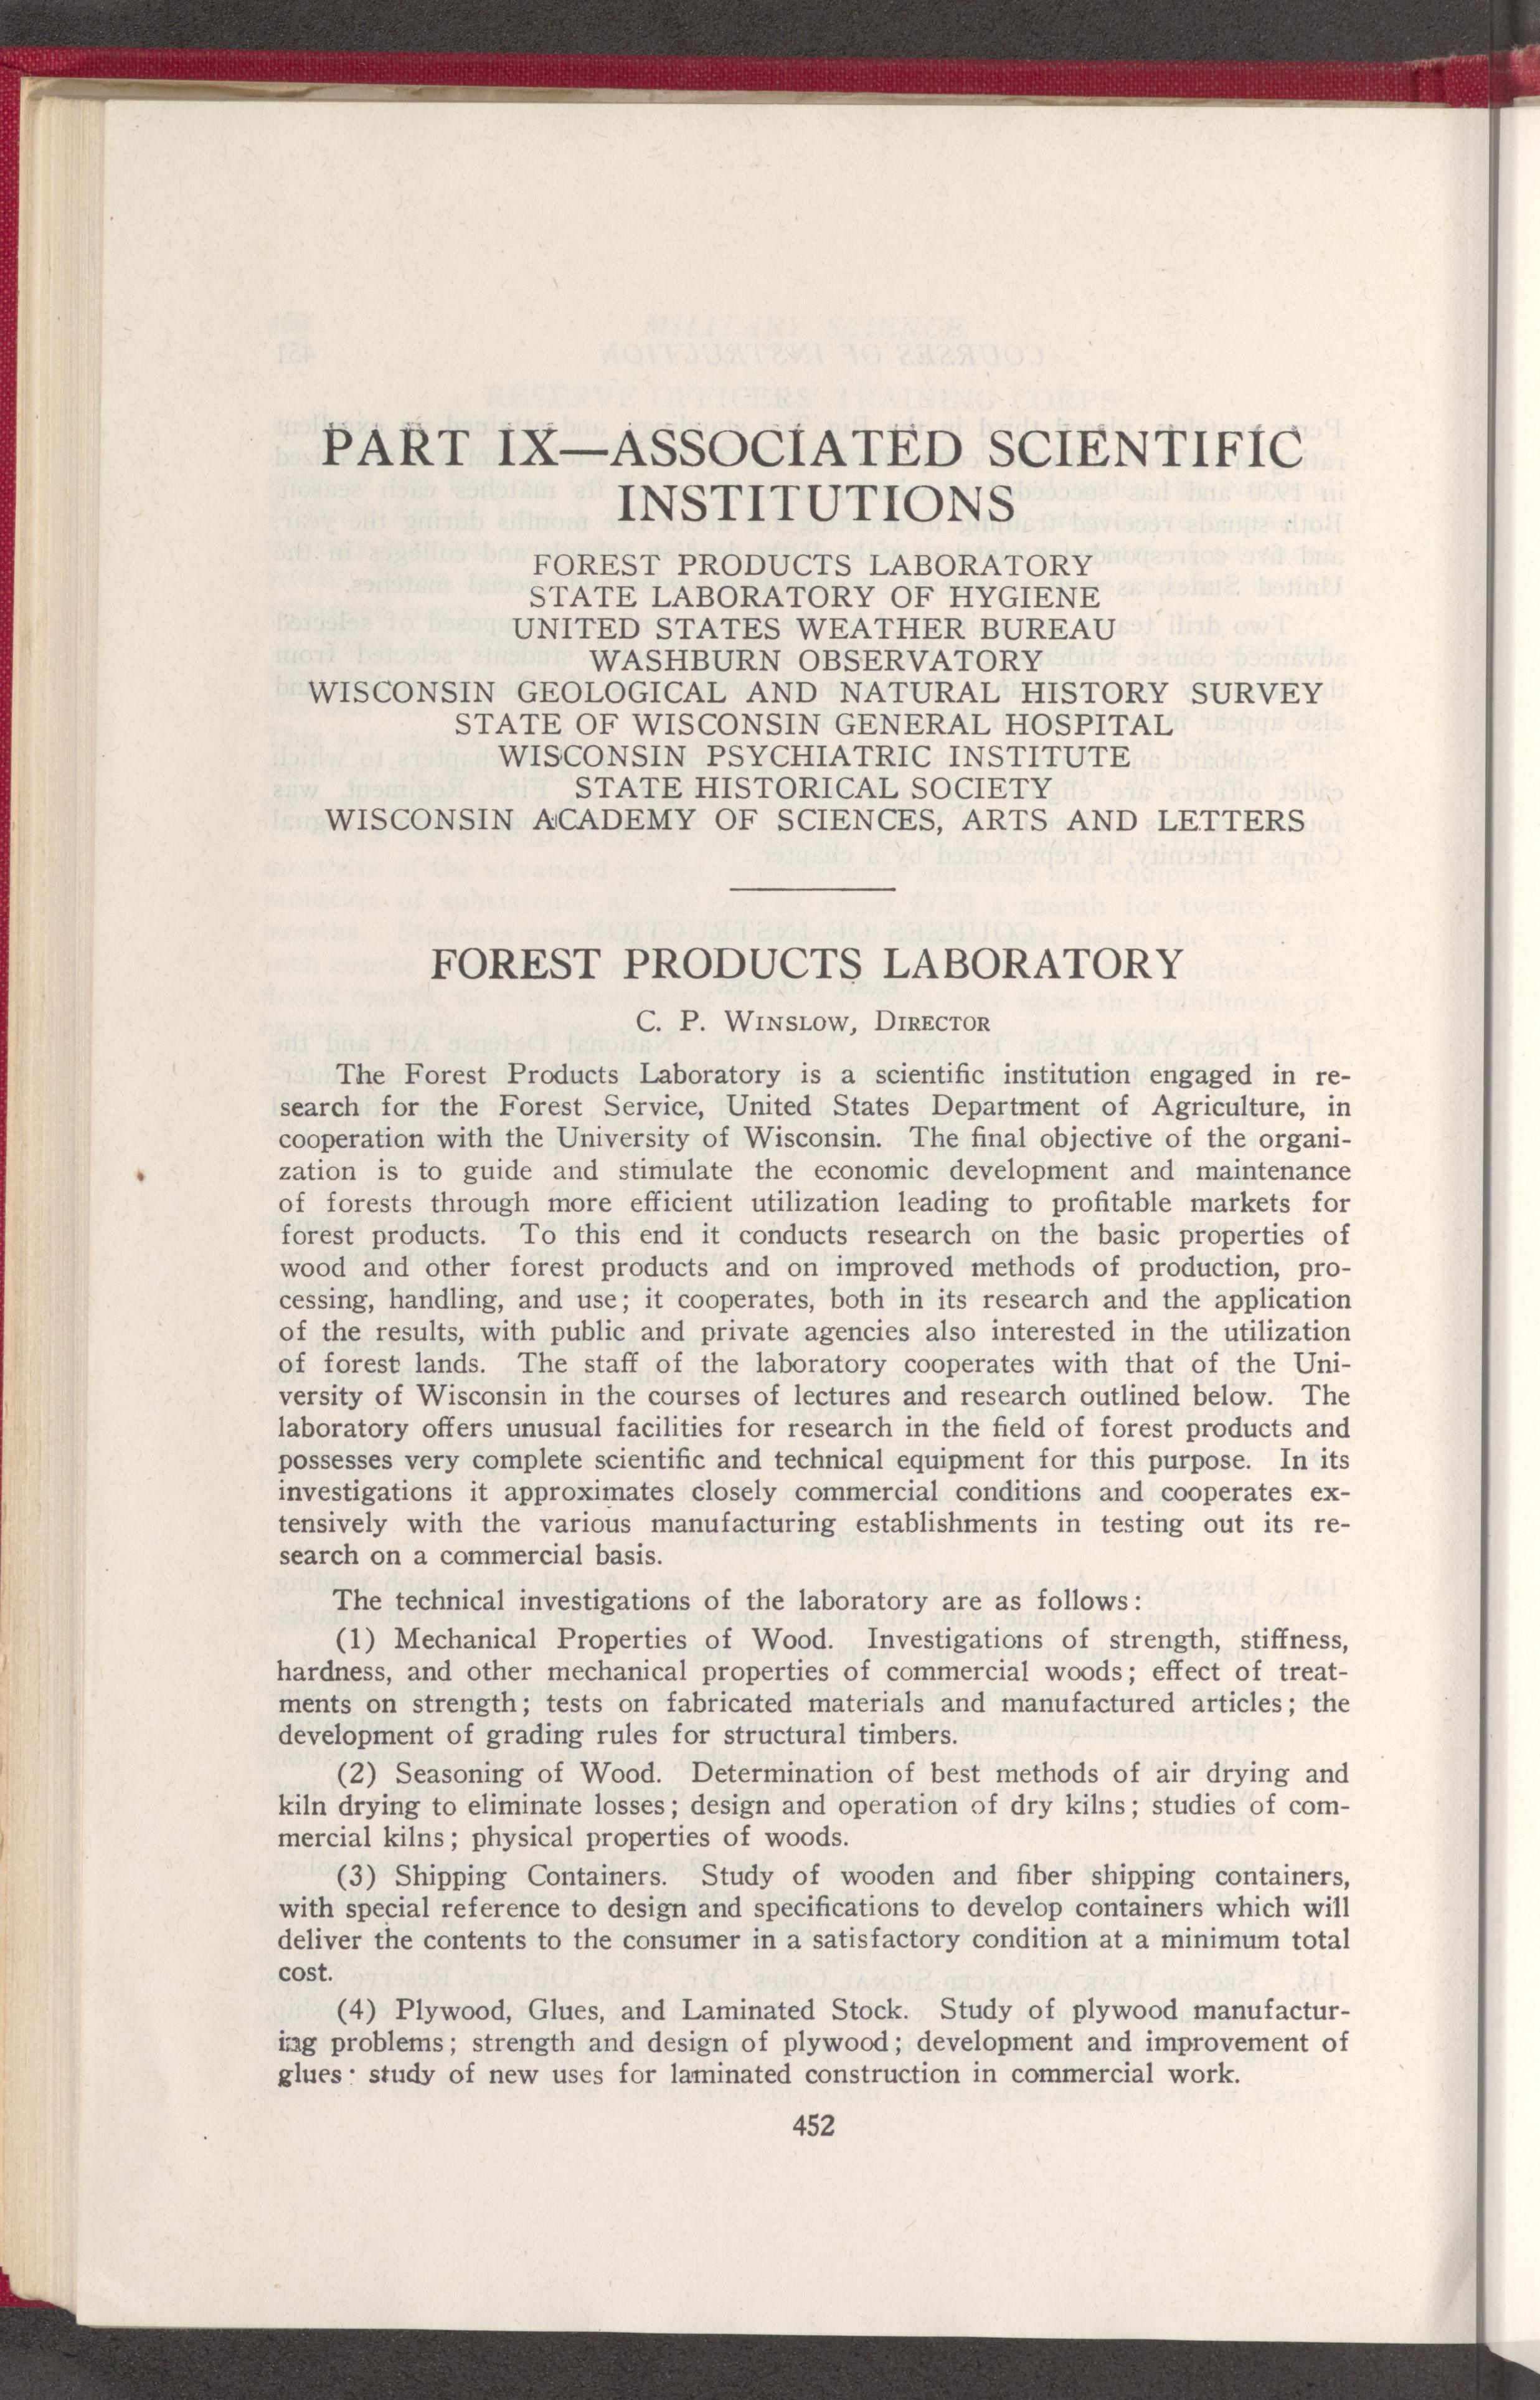 PART IX—ASSOCIATED SCIENTIFIC
INSTITUTIONS
FOREST PRODUCTS LABORATORY
STATE LABORATORY OF HYGIENE
UNITED STATES WEATHER BUREAU
WASHBURN OBSERVATORY
WISCONSIN GEOLOGICAL AND NATURAL HISTORY SURVEY
STATE OF WISCONSIN GENERAL HOSPITAL
WISCONSIN PSYCHIATRIC INSTITUTE
STATE HISTORICAL SOCIETY
WISCONSIN ACADEMY OF SCIENCES, ARTS AND LETTERS
FOREST PRODUCTS LABORATORY
C. P. Winslow, Director
The Forest Products Laboratory is a scientific institution engaged in re-
search for the Forest Service, United States Department of Agriculture, in
cooperation with the University of Wisconsin. The final objective of the organi-
zation is to guide and stimulate the economic development and maintenance
of forests through more efficient utilization leading to profitable markets for
forest products. To this end it conducts research on the basic properties of
wood and other forest products and on improved methods of production, pro-
cessing, handling, and use; it cooperates, both in its research and the application
of the results, with public and private agencies also interested in the utilization
of forest lands. The staff of the laboratory cooperates with that of the Uni-
versity of Wisconsin in the courses of lectures and research outlined below. The
laboratory offers unusual facilities for research in the field of forest products and
possesses very complete scientific and technical equipment for this purpose. In its
investigations it approximates closely commercial conditions and cooperates ex-
tensively with the various manufacturing establishments in testing out its re-
search on a commercial basis.
The technical investigations of the laboratory are as follows:
(1) Mechanical Properties of Wood. Investigations of strength, stiffness,
hardness, and other mechanical properties of commercial woods; effect of treat-
ments on strength; tests on fabricated materials and manufactured articles; the
development of grading rules for structural timbers.
(2) Seasoning of Wood. Determination of best methods of air drying and
kiln drying to eliminate losses; design and operation of dry kilns; studies of com-
mercial kilns; physical properties of woods.
(3) Shipping Containers. Study of wooden and fiber shipping containers,
with special reference to design and specifications to develop containers which will
deliver the contents to the consumer in a satisfactory condition at a minimum total
cost.
(4) Plywood, Glues, and Laminated Stock. Study of plywood manufactur-
ing problems; strength and design of plywood; development and improvement of
glues; study of new uses for laminated construction in commercial work.
452